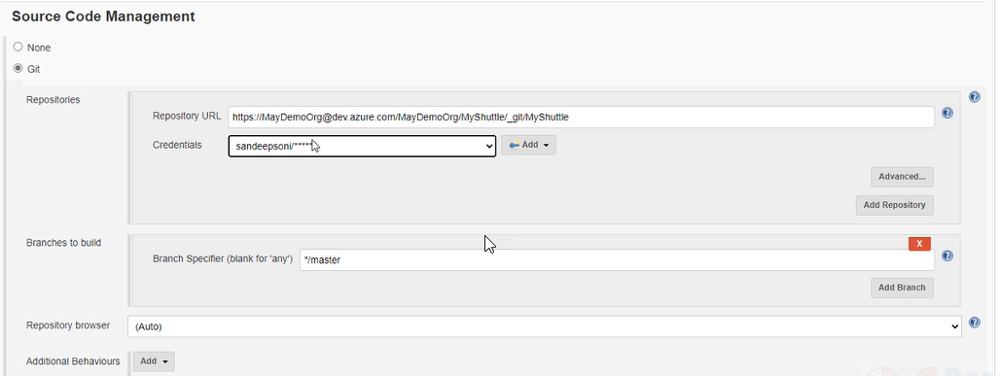 Source Code Management
None
Git
Repositories
Repository URL https://MayDemoOrg@dev.azure.com/MayDemoOrg/MyShuttle/_git/MyShuttle
Credentials sandeepsoni/***** Add
Advanced...
Add Repository
Branches to build
X
Branch Specifier (blank for 'any') */master
Add Branch
Repository browser (Auto)
Additional Behaviours Add